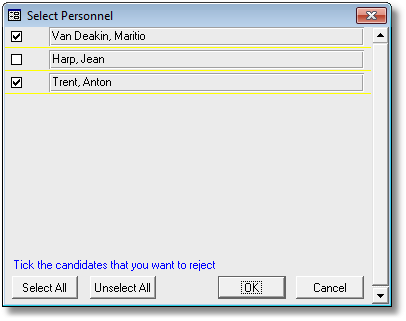 Select Personnel
Van Deakin, Maritio
Harp, Jean
Trent, Anton
Tick the candidates that you want to reject
Select All Unselect All OK Cancel